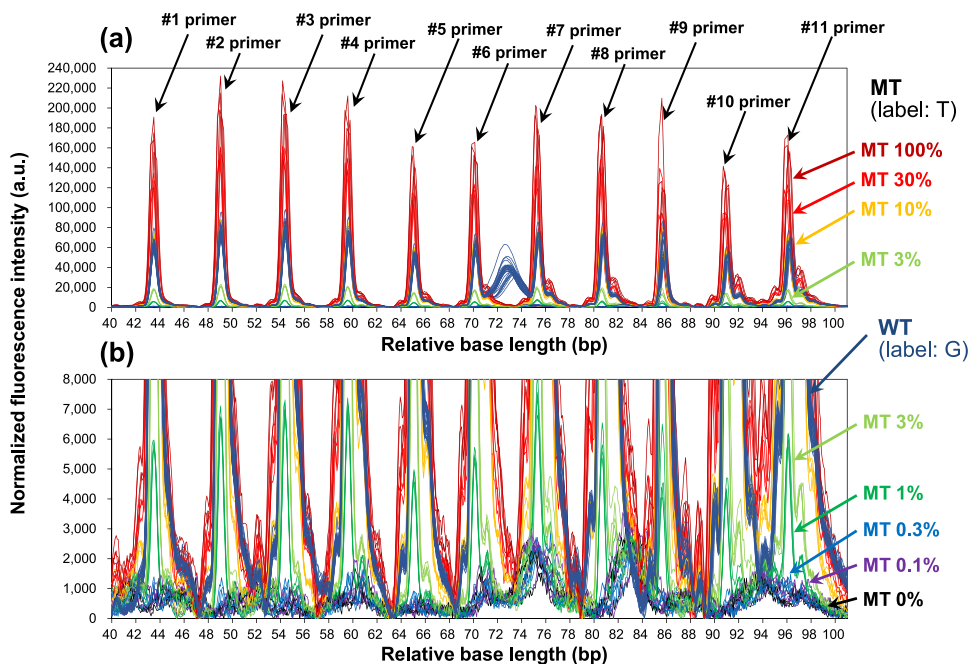 (a)
#1 primer
#2 primer
#3 primer
#4 primer
#5 primer
#6 primer
#7 primer
#8 primer
#9 primer
#10 primer
#11 primer
MT
(label: T)
MT 100%
MT 30%
MT 10%
MT 3%
240,000
220,000
200,000
180,000
160,000
140,000
120,000
100,000
80,000
60,000
40,000
20,000
0
40 42 44 46 48 50 52 54 56 58 60 62 64 66 68 70 72 74 76 78 80 82 84 86 88 90 92 94 96 98 100
Relative base length (bp)
Normalized fluorescence intensity (a.u.)
(b)
WT
(label: G)
MT 3%
MT 1%
MT 0.3%
MT 0.1%
MT 0%
8,000
7,000
6,000
5,000
4,000
3,000
2,000
1,000
0
40 42 44 46 48 50 52 54 56 58 60 62 64 66 68 70 72 74 76 78 80 82 84 86 88 90 92 94 96 98 100
Relative base length (bp)